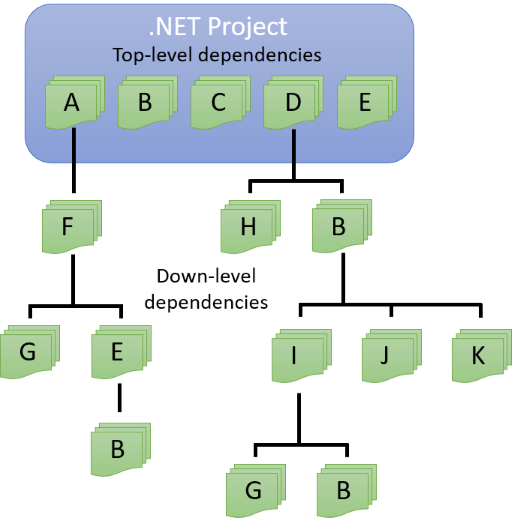 .NET Project
Top-level dependencies
A B C D E
F H B
Down-level
dependencies
G E I J K
B
G B